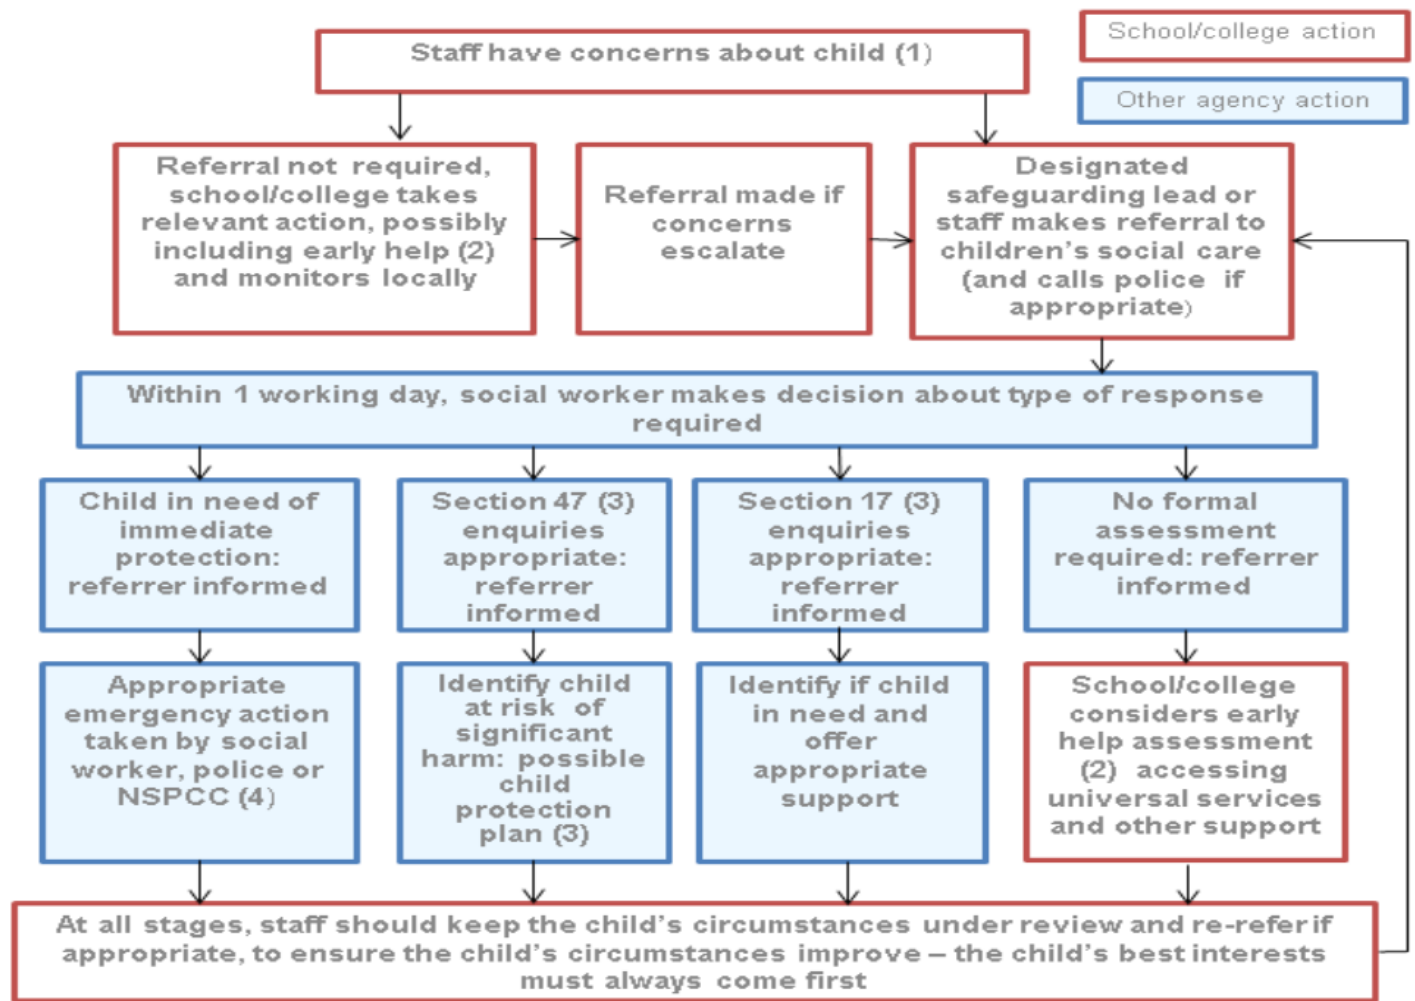 School/college action
Staff have concerns about child (1)
Other agency action
Referral not required,
school/college takes
relevant action, possibly
including early help (2)
and monitors locally
Referral made if
concerns
escalate
Designated
safeguarding lead or
staff makes referral to
children's social care
(and calls police if
appropriate)
Within 1 working day, social worker makes decision about type of response
required
Child in need of
immediate
protection:
referrer informed
Section 47 (3)
enquiries
appropriate:
referrer
informed
Section 17 (3)
enquiries
appropriate:
referrer
informed
No formal
assessment
required: referrer
informed
Appropriate
emergency action
taken by social
worker, police or
NSPCC (4)
Identify child
at risk of
significant
harm: possible
child
protection
plan (3)
Identify if child
in need and
offer
appropriate
support
School/college
considers early
help assessment
(2) accessing
universal services
and other support
At all stages, staff should keep the child's circumstances under review and re-refer if
appropriate, to ensure the child's circumstances improve – the child's best interests
must always come first